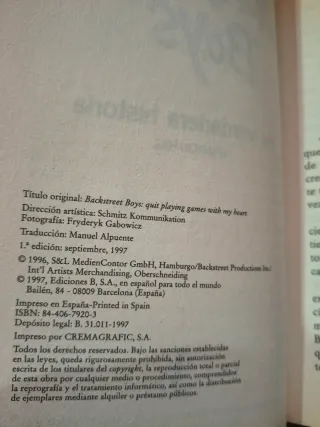 Boys
historia
Título original: Backstreet Boys: quit playing games with my heart
Dirección artística: Schmitz Kommunikation
Fotografía: Fryderyk Gabowicz
Traducción: Manuel Alpuente
1.ª edición: septiembre, 1997
© 1996, S&L MedienContor GmbH, Hamburgo/Backstreet Productions Inc./
Int'l Artists Merchandising, Oberschneiding
© 1997, Ediciones B, S.A., en español para todo el mundo
Bailén, 84 - 08009 Barcelona (España)
Impreso en España-Printed in Spain
ISBN: 84-406-7920-3
Depósito legal: B. 31.011-1997
Impreso por CREMAGRAFIC, S.A.
Todos los derechos reservados. Bajo las sanciones establecidas
en las leyes, queda rigurosamente prohibida, sin autorización
escrita de los titulares del copyright, la reproducción total o parcial
de esta obra por cualquier medio o procedimiento, comprendidos
la reprografía y el tratamiento informático, así como la distribución
de ejemplares mediante alquiler o préstamo públicos.